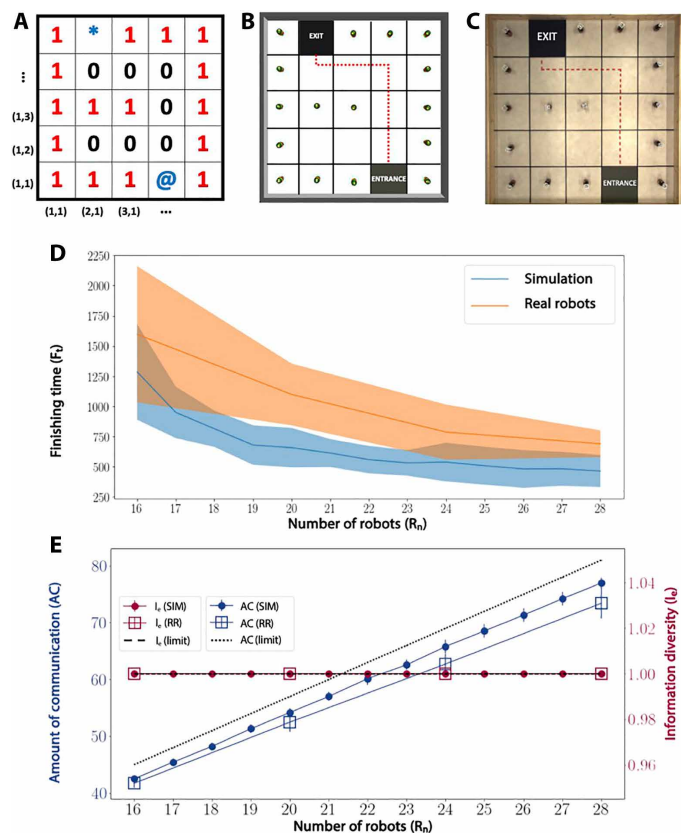 A
1 * 1 1 1
1 0 0 0 1
1 1 1 0 1
1 0 0 0 1
1 1 1 @ 1
...
(1,3)
(1,2)
(1,1)
(1,1) (2,1) (3,1) ...
B
EXIT
ENTRANCE
C
EXIT
ENTRANCE
D
Finishing time (Ft)
2250
2000
1750
1500
1250
1000
750
500
250
Simulation
Real robots
16 17 18 19 20 21 22 23 24 25 26 27 28
Number of robots (Rn)
E
Amount of communication (AC)
80
70
60
50
40
Ie (SIM)
Ie (RR)
Ie (limit)
AC (SIM)
AC (RR)
AC (limit)
1.04
1.02
1.00
0.98
0.96
Information diversity (Ie)
16 17 18 19 20 21 22 23 24 25 26 27 28
Number of robots (Rn)